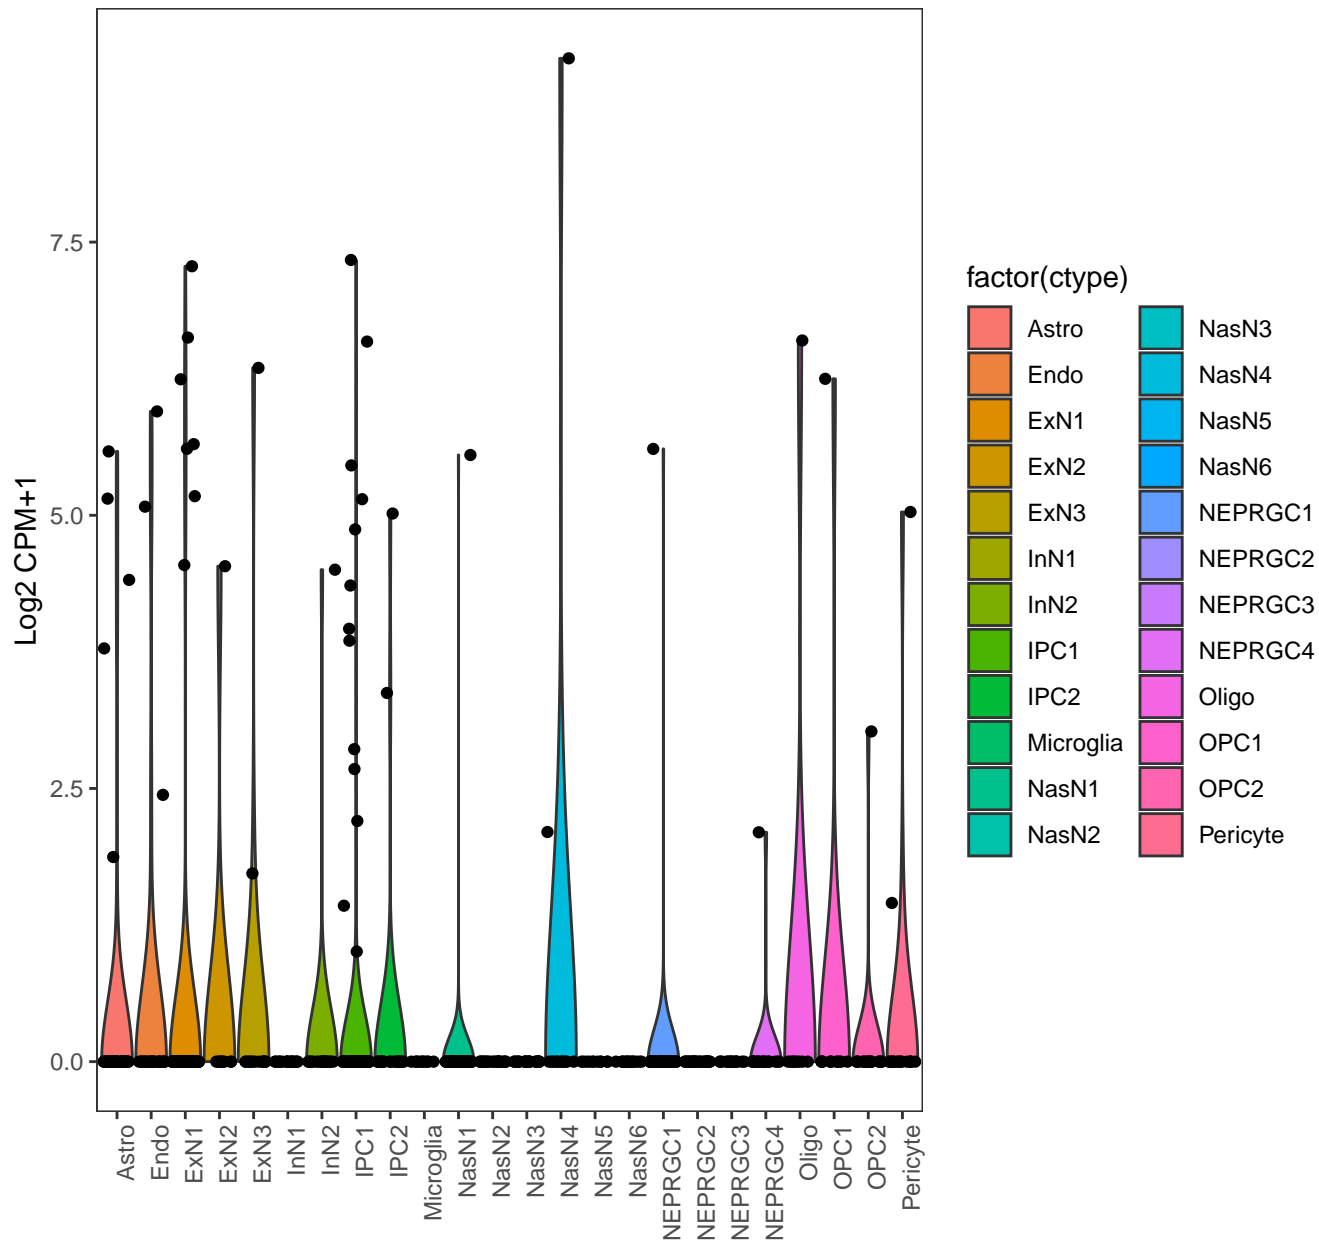 7.5
5.0
2.5
0.0
Log2 CPM+1
Astro
Endo
ExN1
ExN2
ExN3
InN1
InN2
IPC1
IPC2
Microglia
NasN1
NasN2
NasN3
NasN4
NasN5
NasN6
NEPRGC1
NEPRGC2
NEPRGC3
NEPRGC4
Oligo
OPC1
OPC2
Pericyte
factor(ctype)
Astro
Endo
ExN1
ExN2
ExN3
InN1
InN2
IPC1
IPC2
Microglia
NasN1
NasN2
NasN3
NasN4
NasN5
NasN6
NEPRGC1
NEPRGC2
NEPRGC3
NEPRGC4
Oligo
OPC1
OPC2
Pericyte